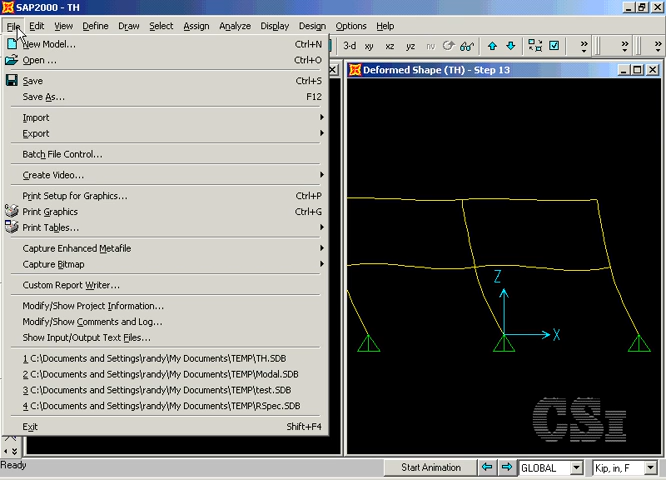 SAP2000 - TH
File Edit View Define Draw Select Assign Analyze Display Design Options Help
3-d xy xz yz
New Model... Ctrl+N
Open ... Ctrl+O
Save Ctrl+S
Save As... F12
Import
Export
Batch File Control...
Create Video...
Print Setup for Graphics... Ctrl+P
Print Graphics Ctrl+G
Print Tables...
Capture Enhanced Metafile
Capture Bitmap
Custom Report Writer...
Modify/Show Project Information...
Modify/Show Comments and Log...
Show Input/Output Text Files...
1 C:\Documents and Settings\randy\My Documents\TEMP\TH.SDB
2 C:\Documents and Settings\randy\My Documents\TEMP\Modal.SDB
3 C:\Documents and Settings\randy\My Documents\TEMP\test.SDB
4 C:\Documents and Settings\randy\My Documents\TEMP\RSpec.SDB
Exit Shift+F4
Deformed Shape (TH) - Step 13
Z
X
CSI
Ready
Start Animation
GLOBAL
Kip, in, F